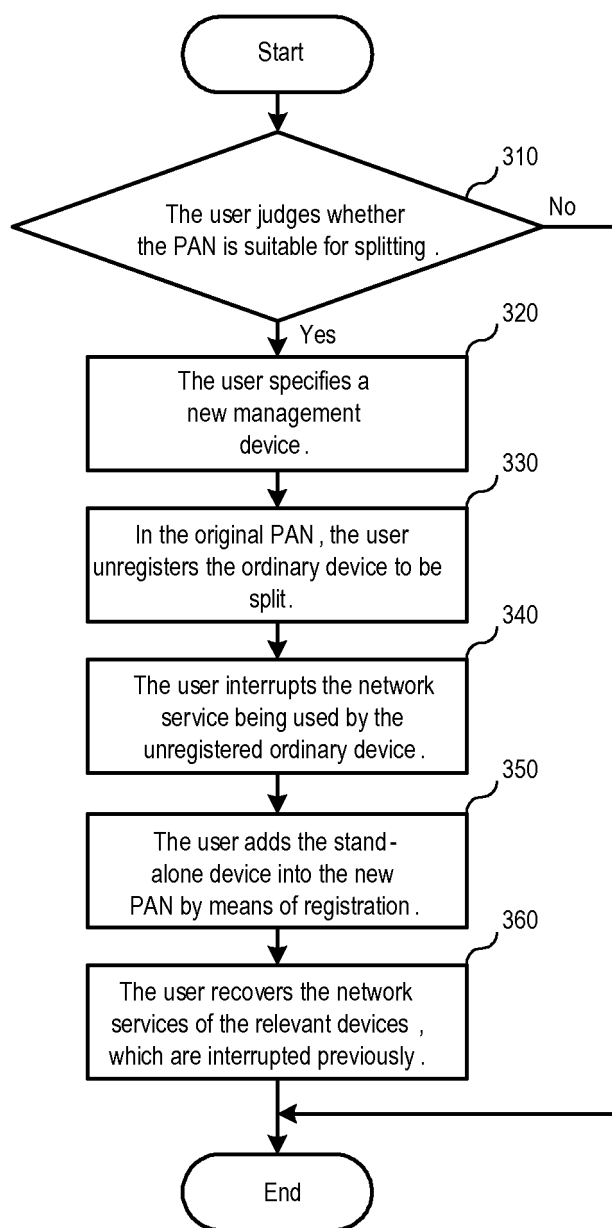 Start
310
The user judges whether
the PAN is suitable for splitting .
No
Yes
320
The user specifies a
new management
device .
330
In the original PAN , the user
unregisters the ordinary device to be
split.
340
The user interrupts the network
service being used by the
unregistered ordinary device .
350
The user adds the stand -
alone device into the new
PAN by means of registration .
360
The user recovers the network
services of the relevant devices ,
which are interrupted previously .
End